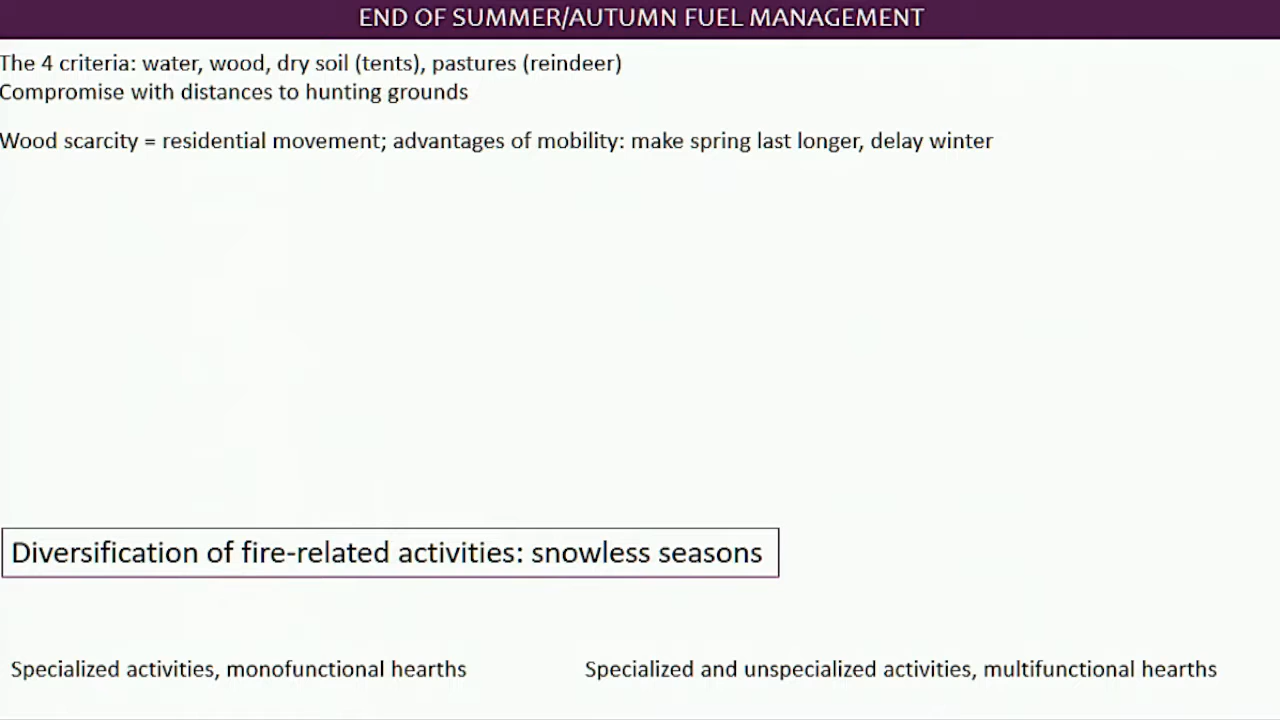 END OF SUMMER/AUTUMN FUEL MANAGEMENT
The 4 criteria: water, wood, dry soil (tents), pastures (reindeer)
Compromise with distances to hunting grounds
Wood scarcity = residential movement; advantages of mobility: make spring last longer, delay winter
Diversification of fire-related activities: snowless seasons
Specialized activities, monofunctional hearths
Specialized and unspecialized activities, multifunctional hearths